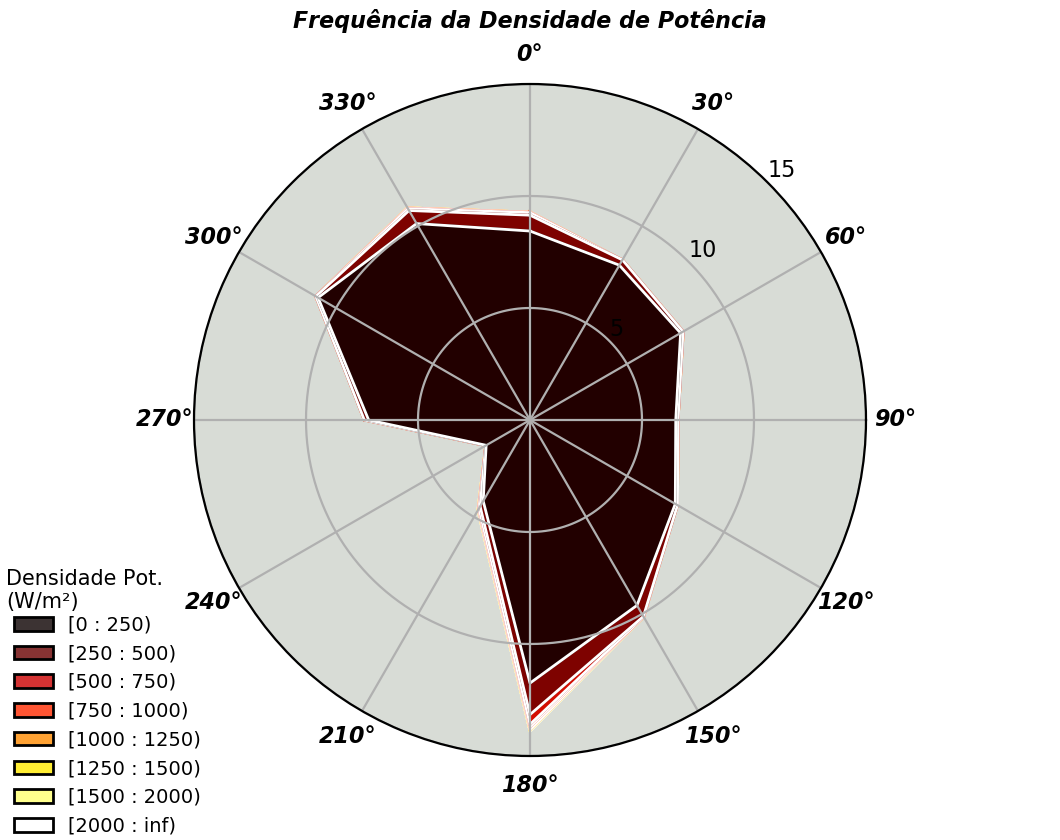 Frequência da Densidade de Potência
0°
330°
30°
15
300°
60°
10
5
270°
90°
240°
120°
210°
150°
180°
Densidade Pot.
(W/m²)
[0 : 250)
[250 : 500)
[500 : 750)
[750 : 1000)
[1000 : 1250)
[1250 : 1500)
[1500 : 2000)
[2000 : inf)